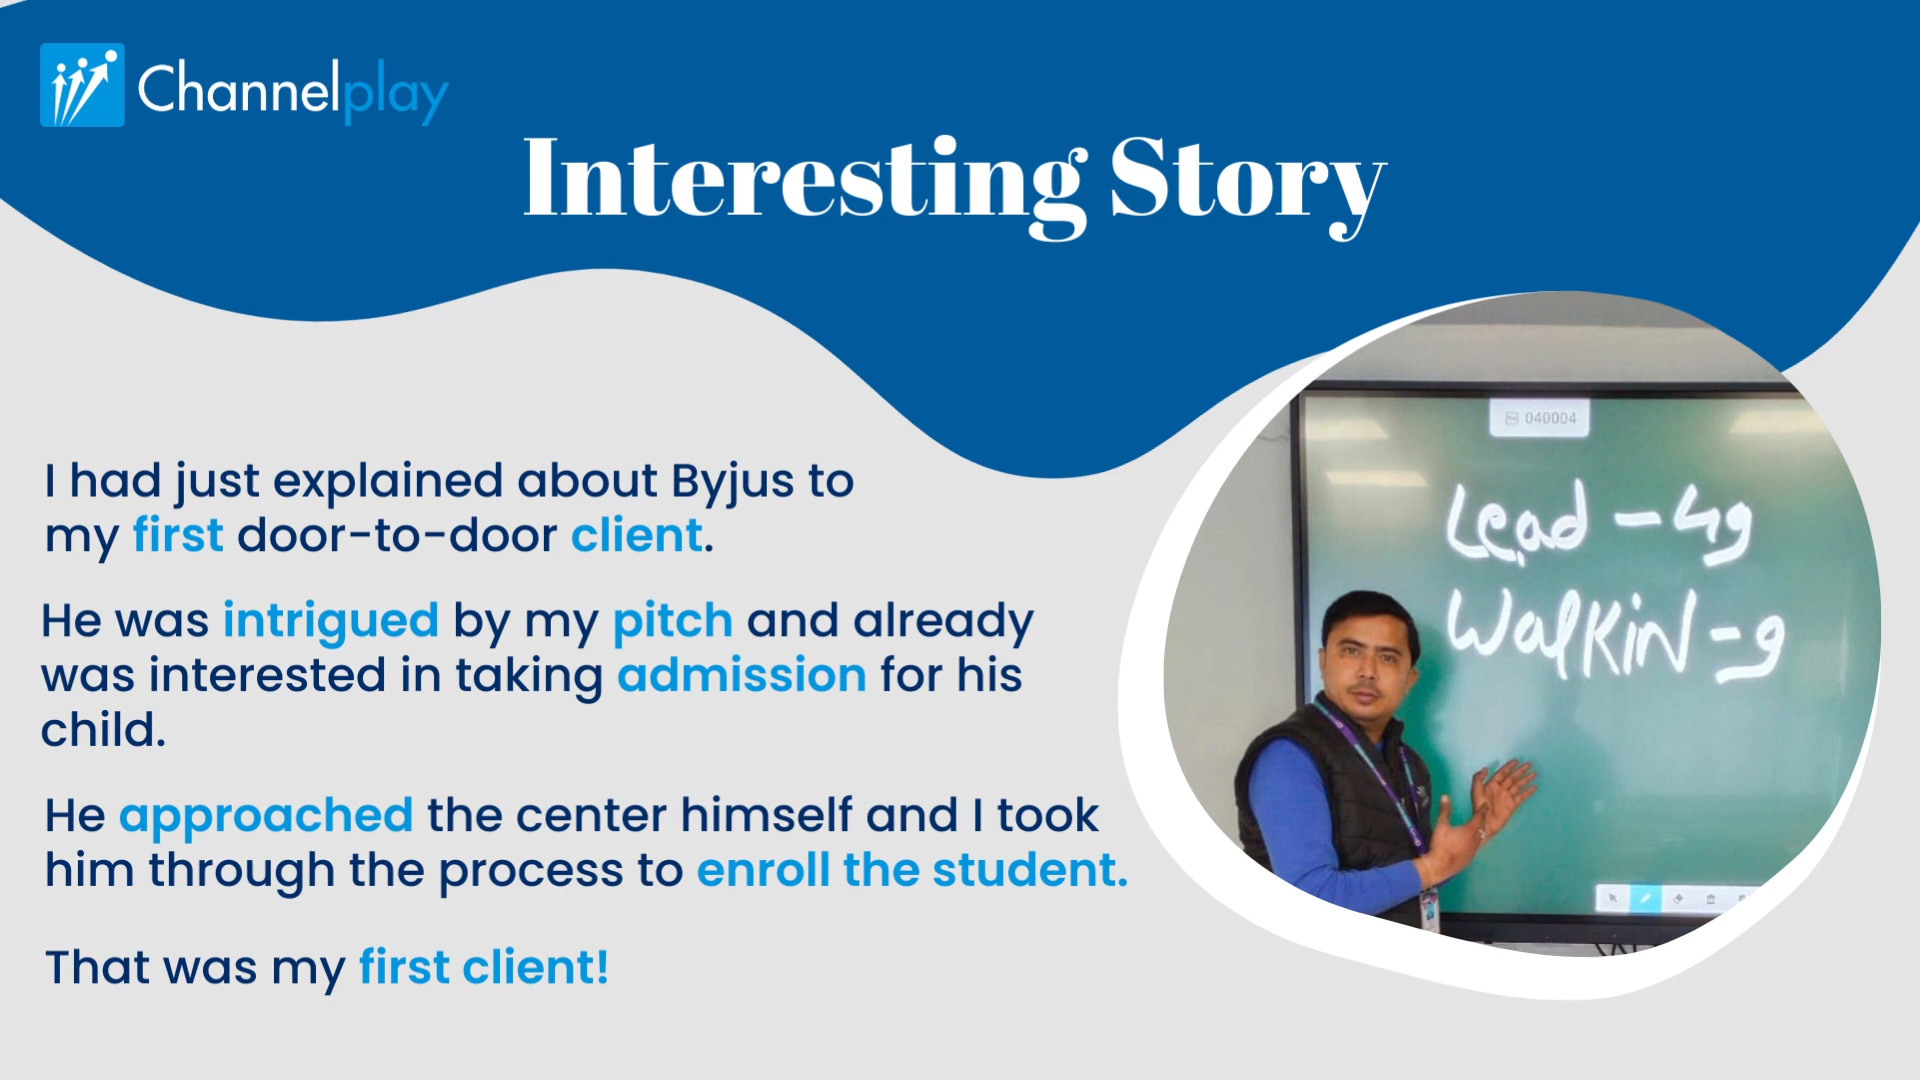 Channelplay
Interesting Story
I had just explained about Byjus to
my first door-to-door client.
He was intrigued by my pitch and already
was interested in taking admission for his
child.
He approached the center himself and I took
him through the process to enroll the student.
That was my first client!
040004
Lead - 49
Walkin - 9